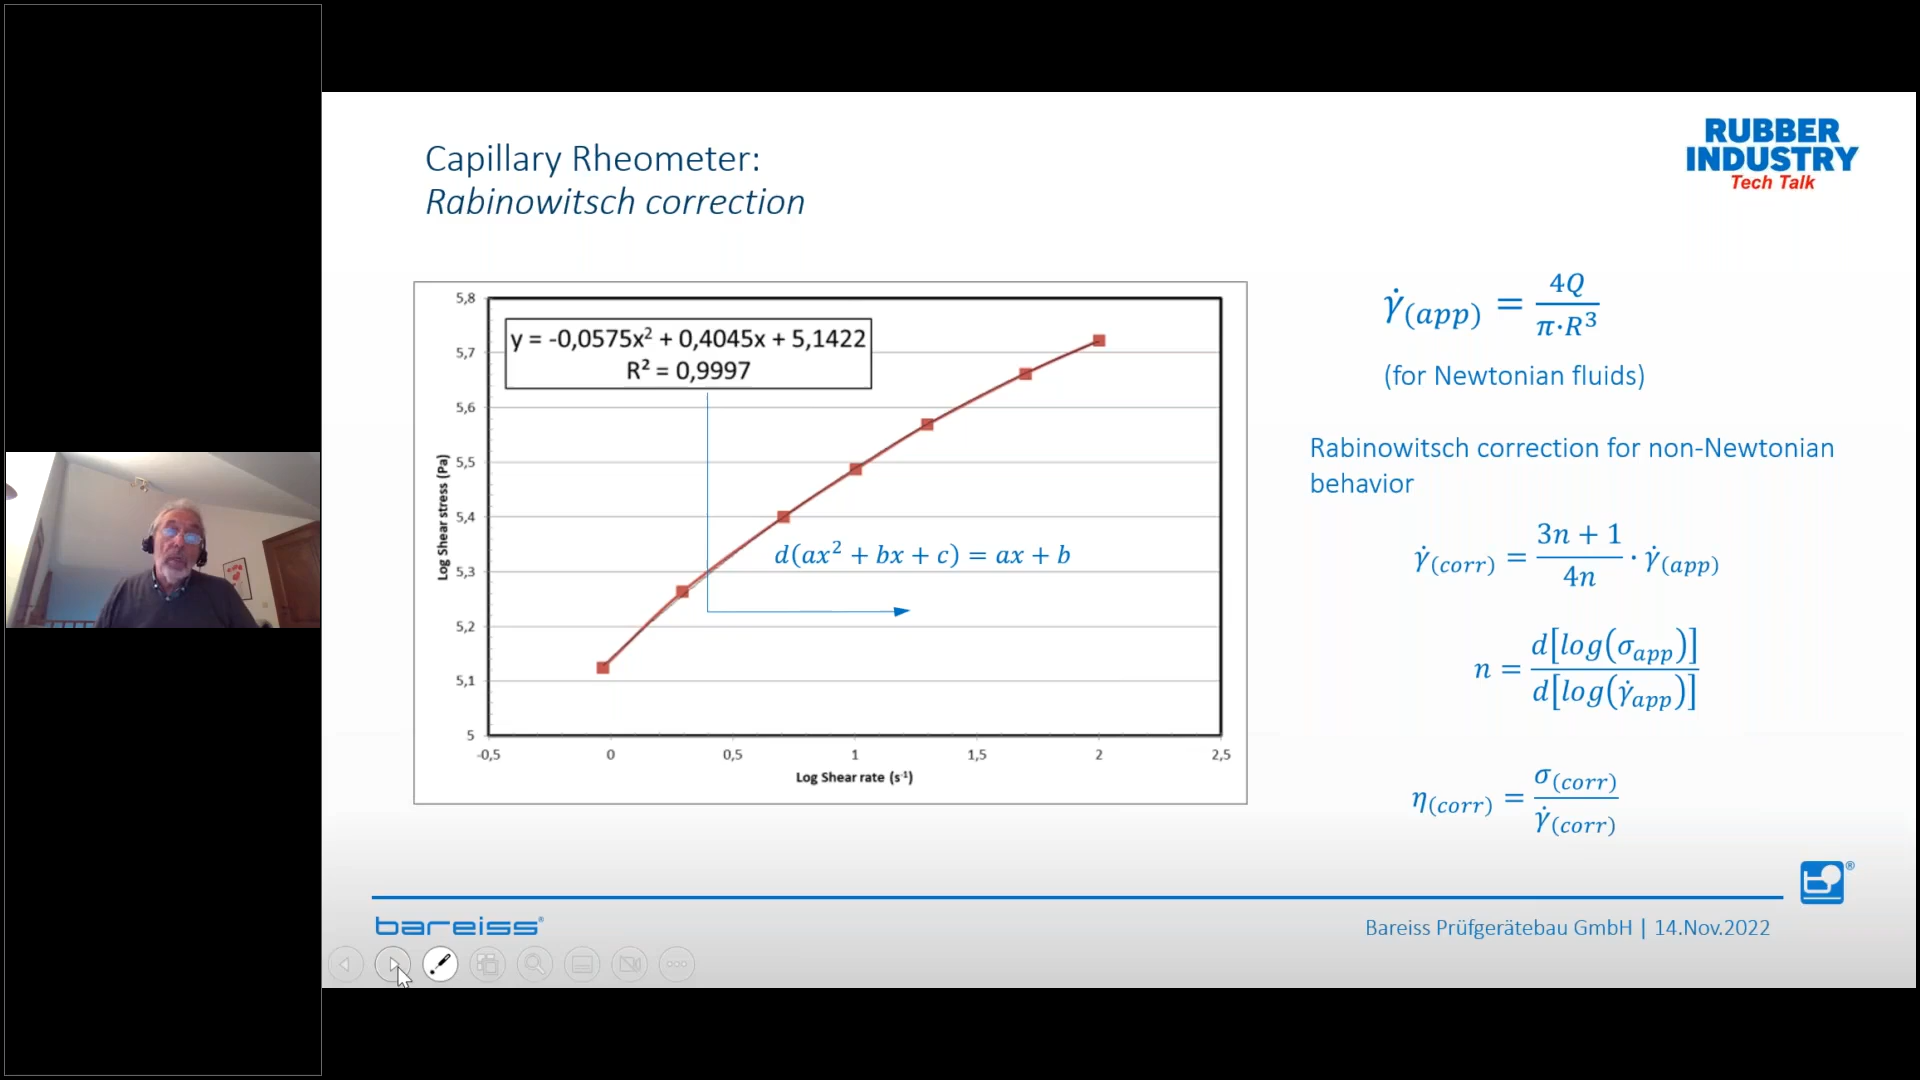 Capillary Rheometer:
Rabinowitsch correction
RUBBER
INDUSTRY
Tech Talk
5,8
5,7
5,6
5,5
5,4
5,3
5,2
5,1
5
Log Shear stress (Pa)
y = -0,0575x² + 0,4045x + 5,1422
R² = 0,9997
d(ax² + bx + c) = ax + b
-0,5 0 0,5 1 1,5 2 2,5
Log Shear rate (s⁻¹)
γ̇(app) = 4Q / π·R³
(for Newtonian fluids)
Rabinowitsch correction for non-Newtonian
behavior
γ̇(corr) = 3n + 1 / 4n · γ̇(app)
n = d[log(σapp)] / d[log(γ̇app)]
η(corr) = σ(corr) / γ̇(corr)
bareiss®
®
Bareiss Prüfgerätebau GmbH | 14.Nov.2022